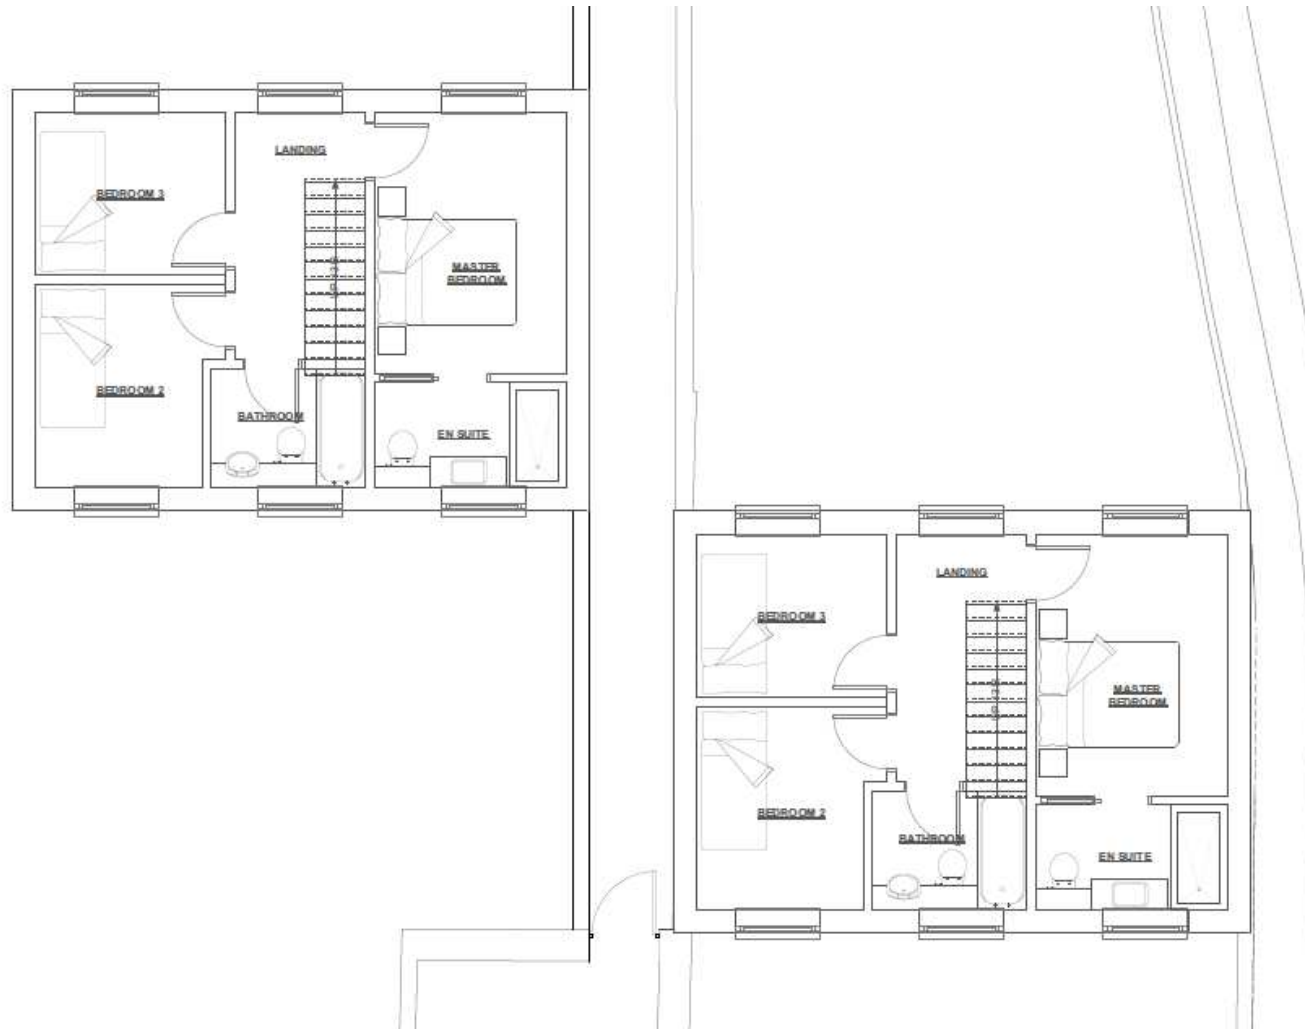 LANDING
BEDROOM 3
MASTER
BEDROOM
BEDROOM 2
BATHROOM
EN SUITE
LANDING
BEDROOM 3
MASTER
BEDROOM
BEDROOM 2
BATHROOM
EN SUITE